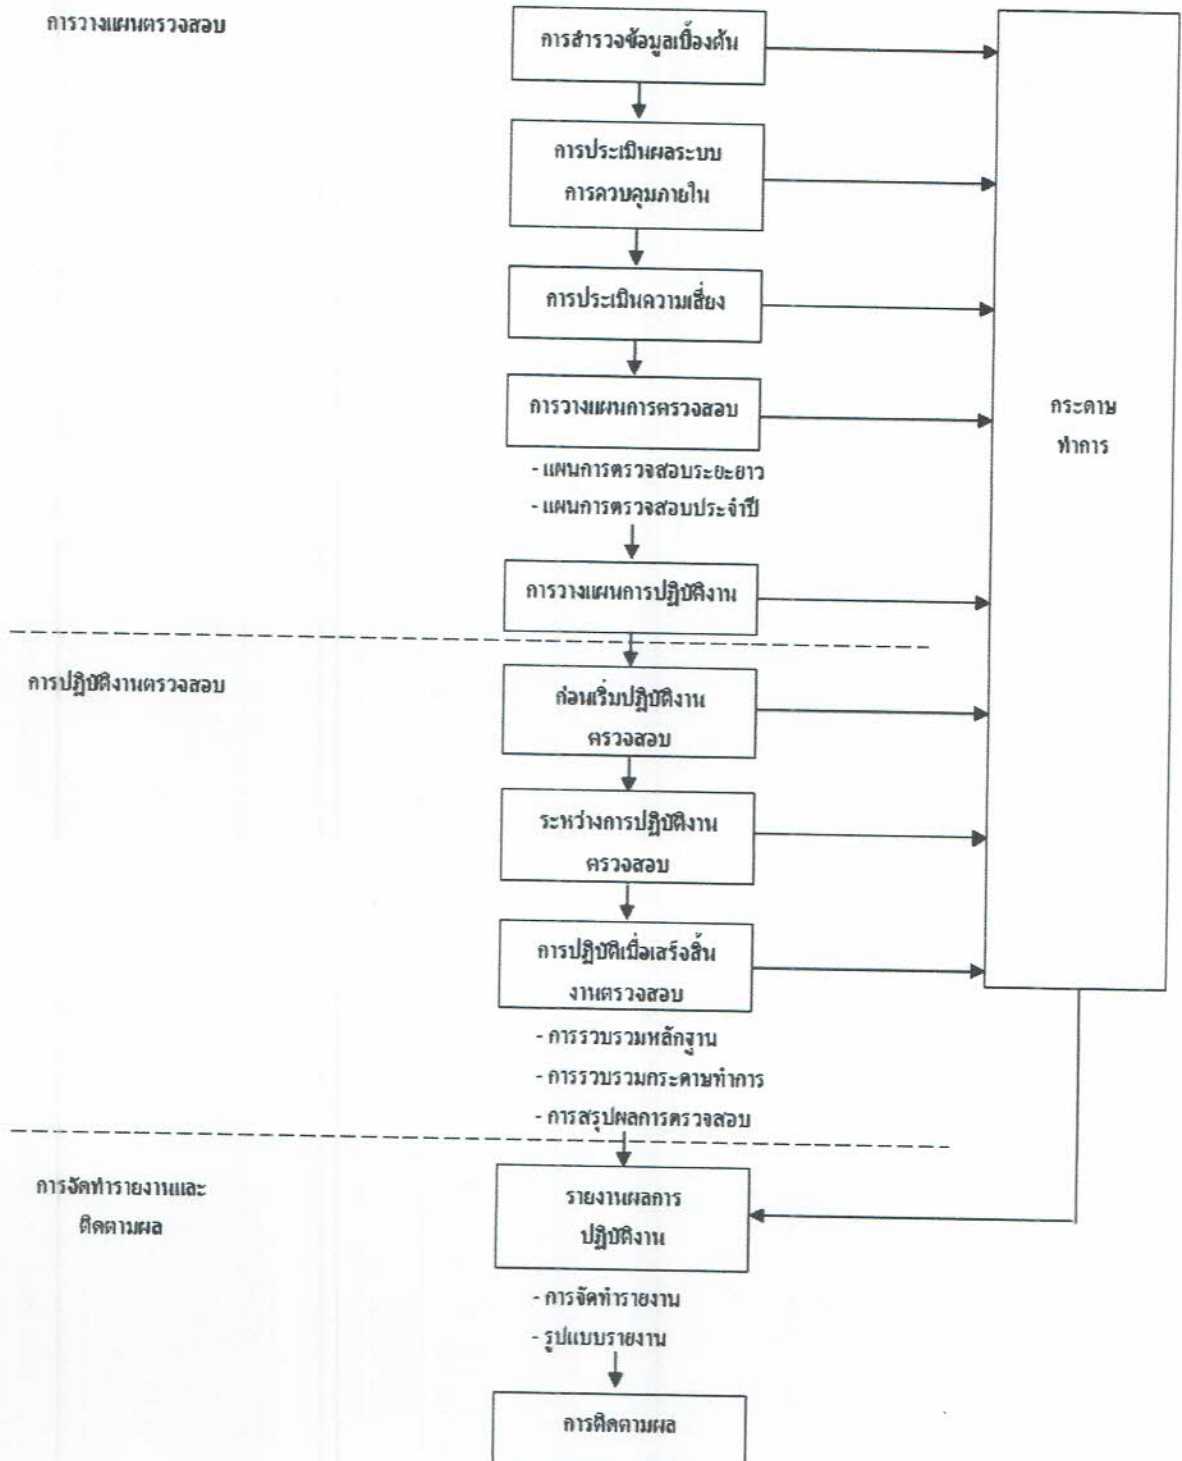 การวางแผนตรวจสอบ
การสำรวจข้อมูลเบื้องต้น
การประเมินผลระบบ
การควบคุมภายใน
การประเมินความเสี่ยง
การวางแผนการตรวจสอบ
- แผนการตรวจสอบระยะยาว
- แผนการตรวจสอบประจำปี
การวางแผนการปฏิบัติงาน
กระดาษ
ทำการ
การปฏิบัติงานตรวจสอบ
ก่อนเริ่มปฏิบัติงาน
ตรวจสอบ
ระหว่างการปฏิบัติงาน
ตรวจสอบ
การปฏิบัติเมื่อเสร็จสิ้น
งานตรวจสอบ
- การรวบรวมหลักฐาน
- การรวบรวมกระดาษทำการ
- การสรุปผลการตรวจสอบ
การจัดทำรายงานและ
ติดตามผล
รายงานผลการ
ปฏิบัติงาน
- การจัดทำรายงาน
- รูปแบบรายงาน
การติดตามผล